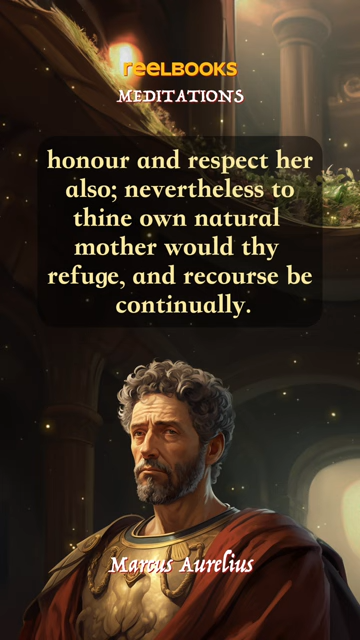 reelBOOKS
MEDITATIONS
honour and respect her
also; nevertheless to
thine own natural
mother would thy
refuge, and recourse be
continually.
Marcus Aurelius